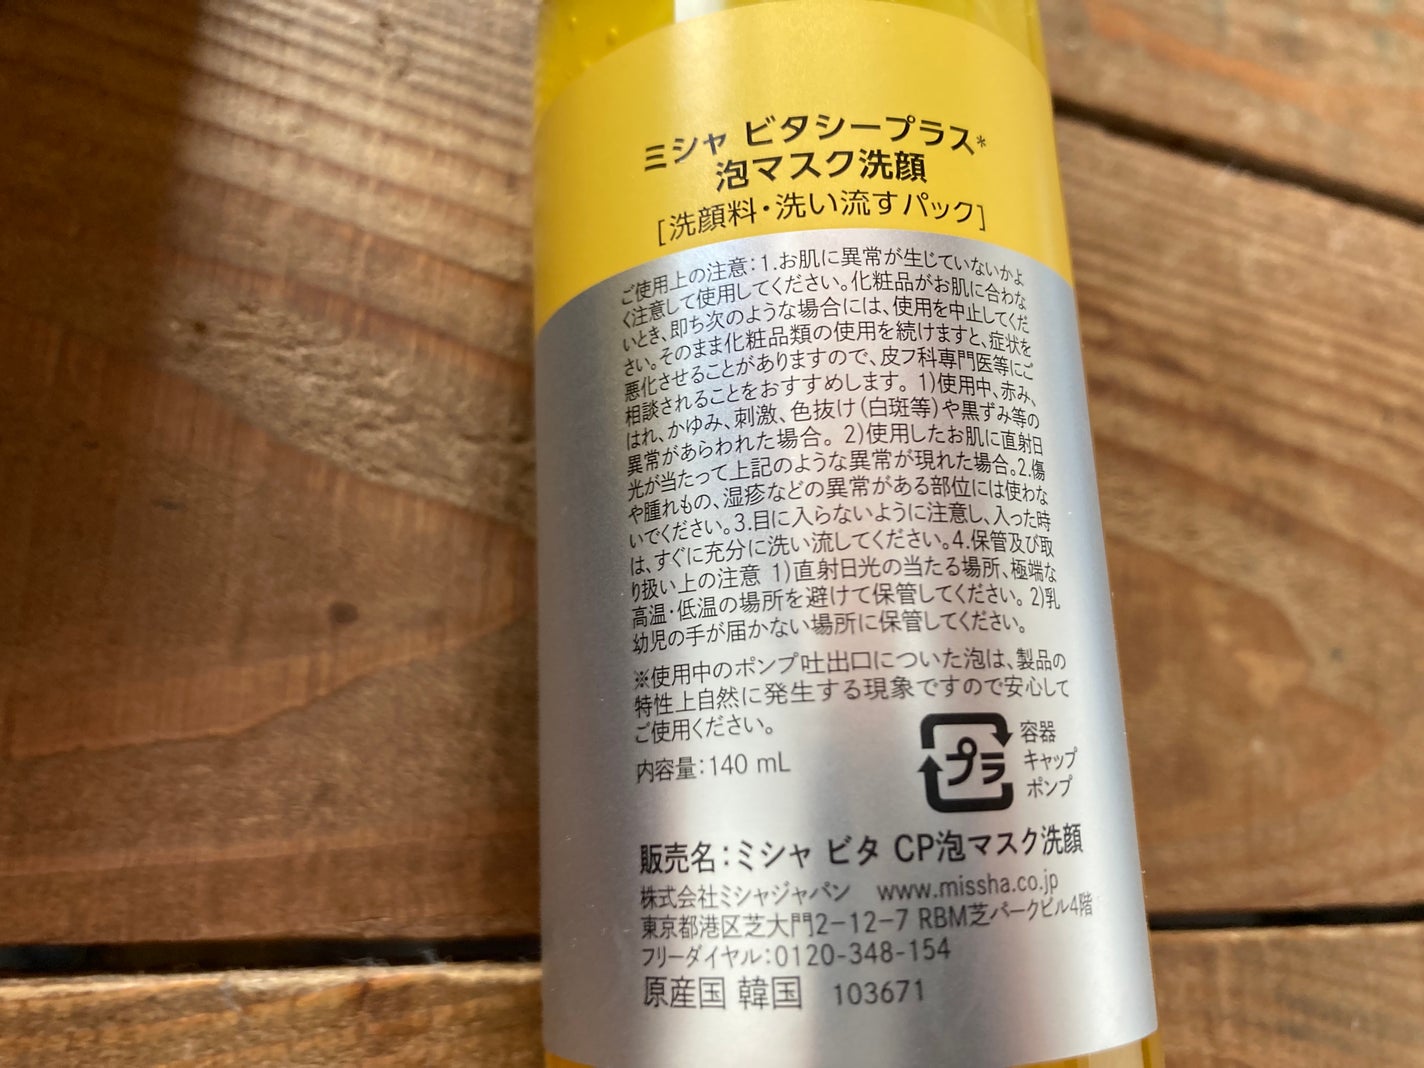 ミシャ ビタシープラス*
泡マスク洗顔
[洗顔料・洗い流すパック]
ご使用上の注意：1.お肌に異常が生じていないかよ
く注意して使用してください。化粧品がお肌に合わな
いとき、即ち次のような場合には、使用を中止してくだ
さい。そのまま化粧品類の使用を続けますと、症状を
悪化させることがありますので、皮フ科専門医等にご
相談されることをおすすめします。 1)使用中、赤み、
はれ、かゆみ、刺激、色抜け(白斑等)や黒ずみ等の
異常があらわれた場合。 2)使用したお肌に直射日
光が当たって上記のような異常が現れた場合。2.傷
や腫れもの、湿疹などの異常がある部位には使わな
いでください。3.目に入らないように注意し、入った時
は、すぐに充分に洗い流してください。4.保管及び取
り扱い上の注意 1)直射日光の当たる場所、極端な
高温・低温の場所を避けて保管してください。 2)乳
幼児の手が届かない場所に保管してください。
※使用中のポンプ吐出口についた泡は、製品の
特性上自然に発生する現象ですので安心して
ご使用ください。
内容量：140 mL
プラ
容器
キャップ
ポンプ
販売名：ミシャ ビタ CP泡マスク洗顔
株式会社ミシャジャパン www.missha.co.jp
東京都港区芝大門2-12-7 RBM芝パークビル4階
フリーダイヤル：0120-348-154
原産国 韓国 103671